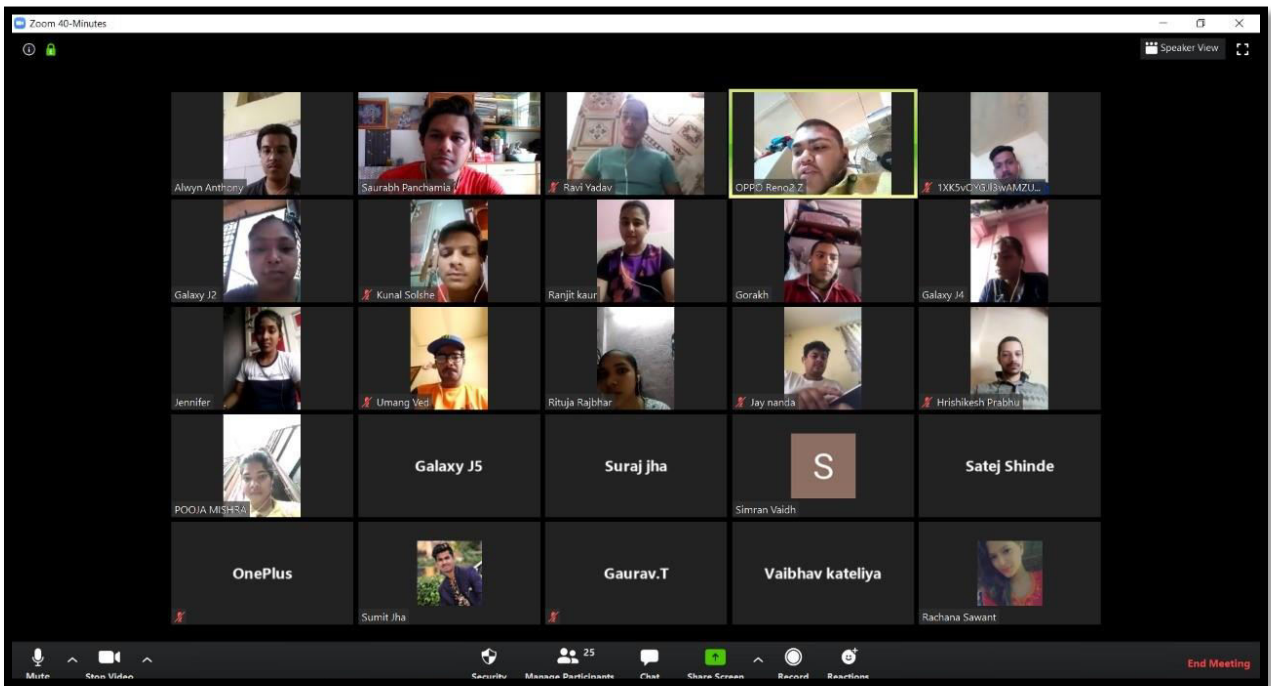 Zoom 40-Minutes
Speaker View
Alwyn Anthony
Saurabh Panchamia
Ravi Yadav
OPPO Reno2 Z
Galaxy J2
Kunal Solshe
Ranjit kaur
Gorakh
Galaxy J4
Jennifer
Umang Ved
Rituja Rajbhar
Jay nanda
Hrishikesh Prabhu
POOJA MISHRA
Galaxy J5
Suraj jha
S
Simran Vaidh
Satej Shinde
OnePlus
Sumit Jha
Gaurav.T
Vaibhav kateliya
Rachana Sawant
Mute
Stop Video
Security
Manage Participants
25
Chat
Share Screen
Record
Reactions
End Meeting